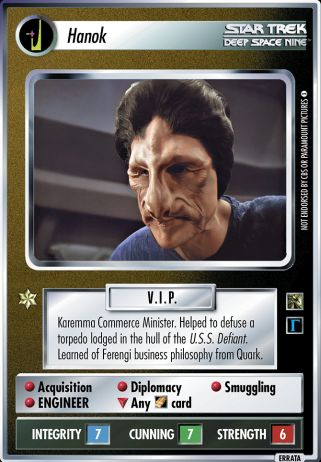 Hanok
STAR TREK
DEEP SPACE NINE
NOT ENDORSED BY CBS OR PARAMOUNT PICTURES
V.I.P.
Karemma Commerce Minister. Helped to defuse a
torpedo lodged in the hull of the U.S.S. Defiant.
Learned of Ferengi business philosophy from Quark.
Acquisition Diplomacy Smuggling
ENGINEER Any card
INTEGRITY 7 CUNNING 7 STRENGTH 6
ERRATA